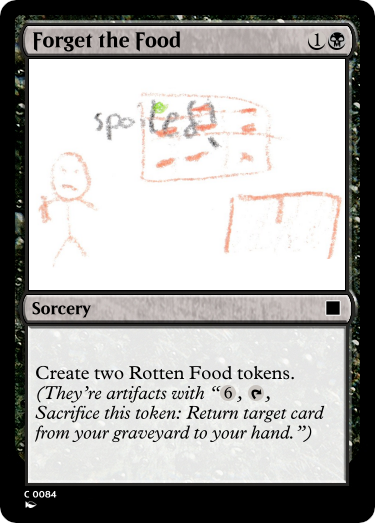 Forget the Food
1
spoiled
Sorcery
Create two Rotten Food tokens.
(They're artifacts with “6, ,
Sacrifice this token: Return target card
from your graveyard to your hand.”)
C 0084